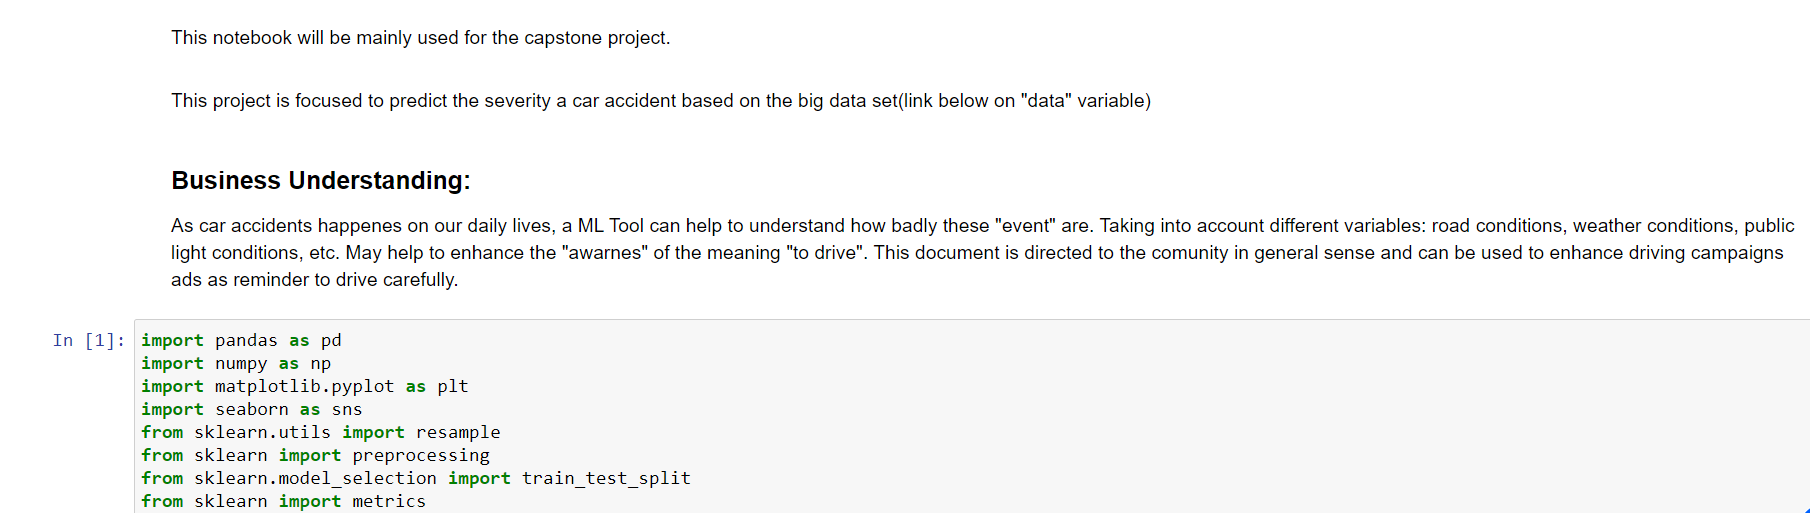 This notebook will be mainly used for the capstone project.
This project is focused to predict the severity a car accident based on the big data set(link below on "data" variable)
Business Understanding:
As car accidents happenes on our daily lives, a ML Tool can help to understand how badly these "event" are. Taking into account different variables: road conditions, weather conditions, public
light conditions, etc. May help to enhance the "awarnes" of the meaning "to drive". This document is directed to the comunity in general sense and can be used to enhance driving campaigns
ads as reminder to drive carefully.
In [1]: import pandas as pd
import numpy as np
import matplotlib.pyplot as plt
import seaborn as sns
from sklearn.utils import resample
from sklearn import preprocessing
from sklearn.model_selection import train_test_split
from sklearn import metrics